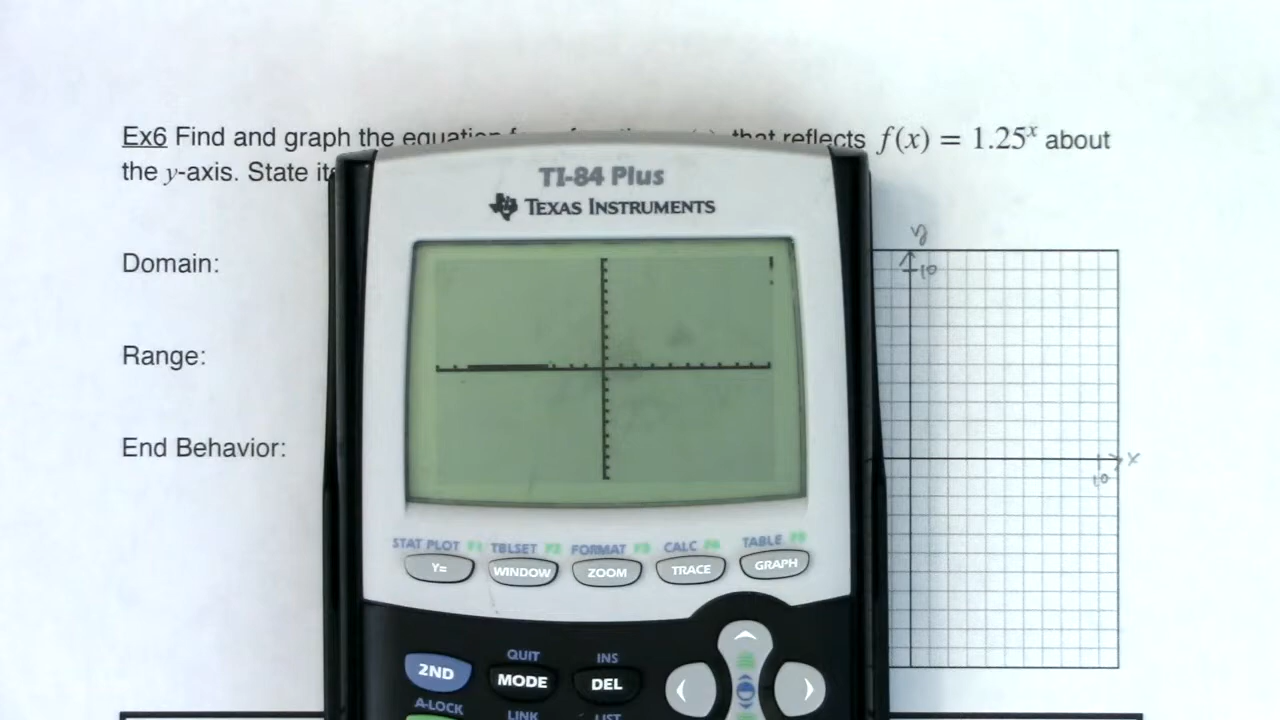 Ex6 Find and graph the equation that reflects f(x) = 1.25ˣ about
the y-axis. State its
Domain:
Range:
End Behavior:
y
10
x
10
TI-84 Plus
TEXAS INSTRUMENTS
STAT PLOT F1 TBLSET F2 FORMAT F3 CALC F4 TABLE F5
Y= WINDOW ZOOM TRACE GRAPH
QUIT INS
2ND MODE DEL
A-LOCK LINK LIST